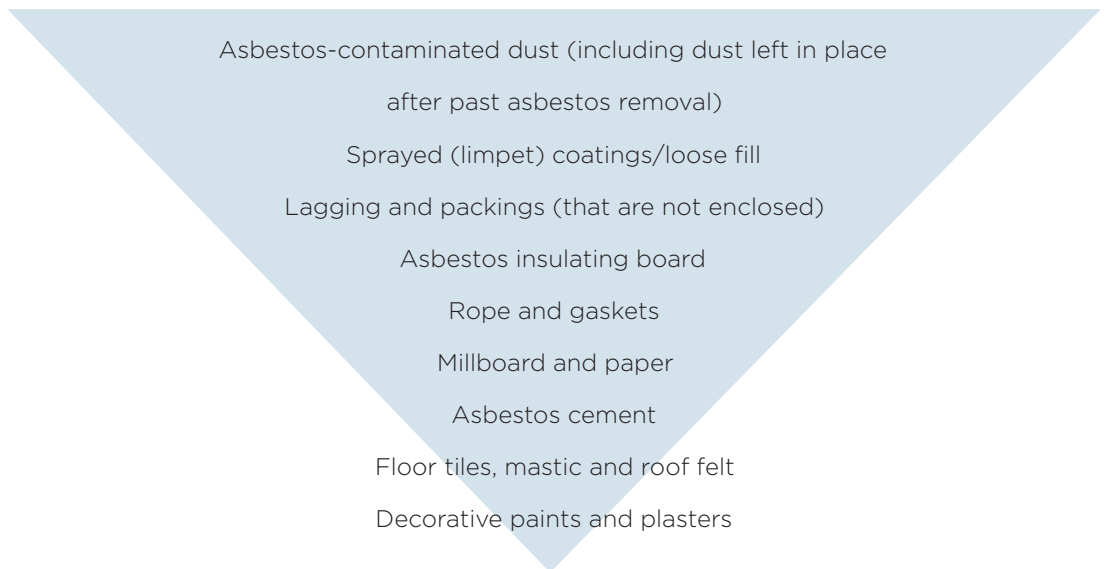 Asbestos-contaminated dust (including dust left in place
after past asbestos removal)
Sprayed (limpet) coatings/loose fill
Lagging and packings (that are not enclosed)
Asbestos insulating board
Rope and gaskets
Millboard and paper
Asbestos cement
Floor tiles, mastic and roof felt
Decorative paints and plasters